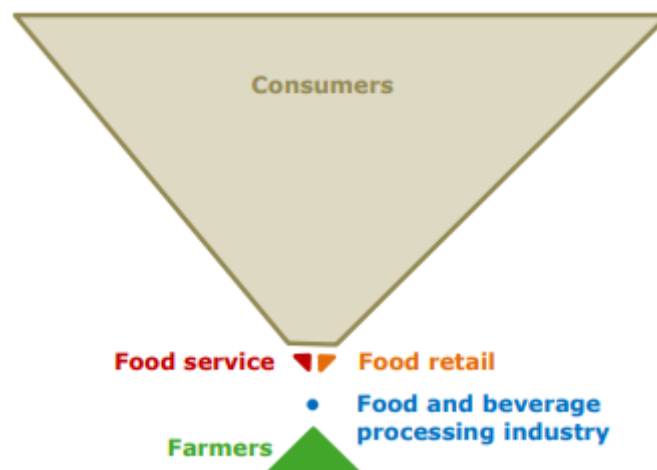 Consumers
Food service
Food retail
Food and beverage
processing industry
Farmers